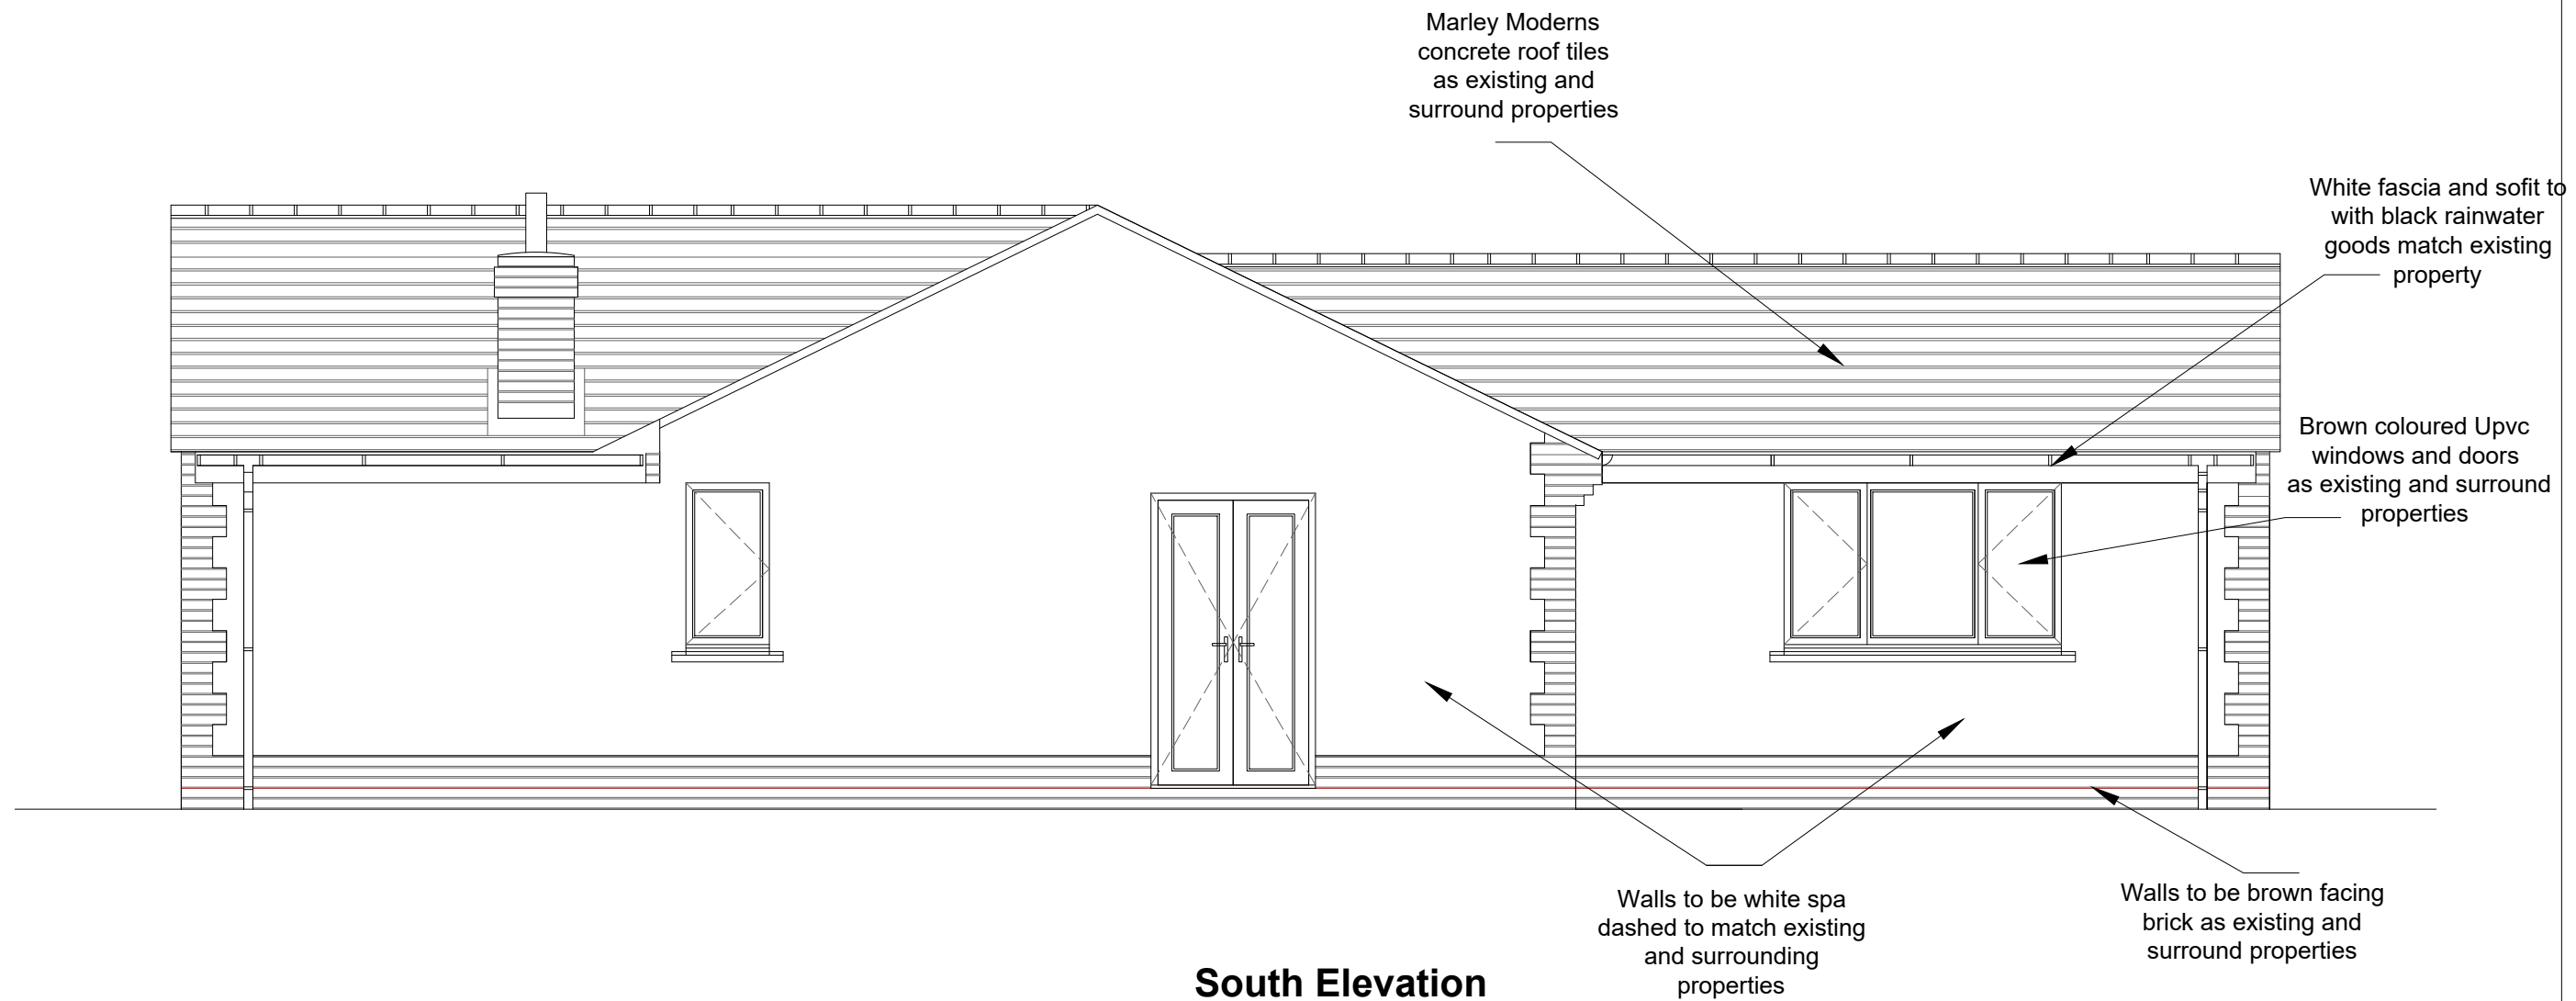 Marley Moderns
concrete roof tiles
as existing and
surround properties
White fascia and sofit to
with black rainwater
goods match existing
property
Brown coloured Upvc
windows and doors
as existing and surround
properties
Walls to be white spa
dashed to match existing
and surrounding
properties
Walls to be brown facing
brick as existing and
surround properties
South Elevation